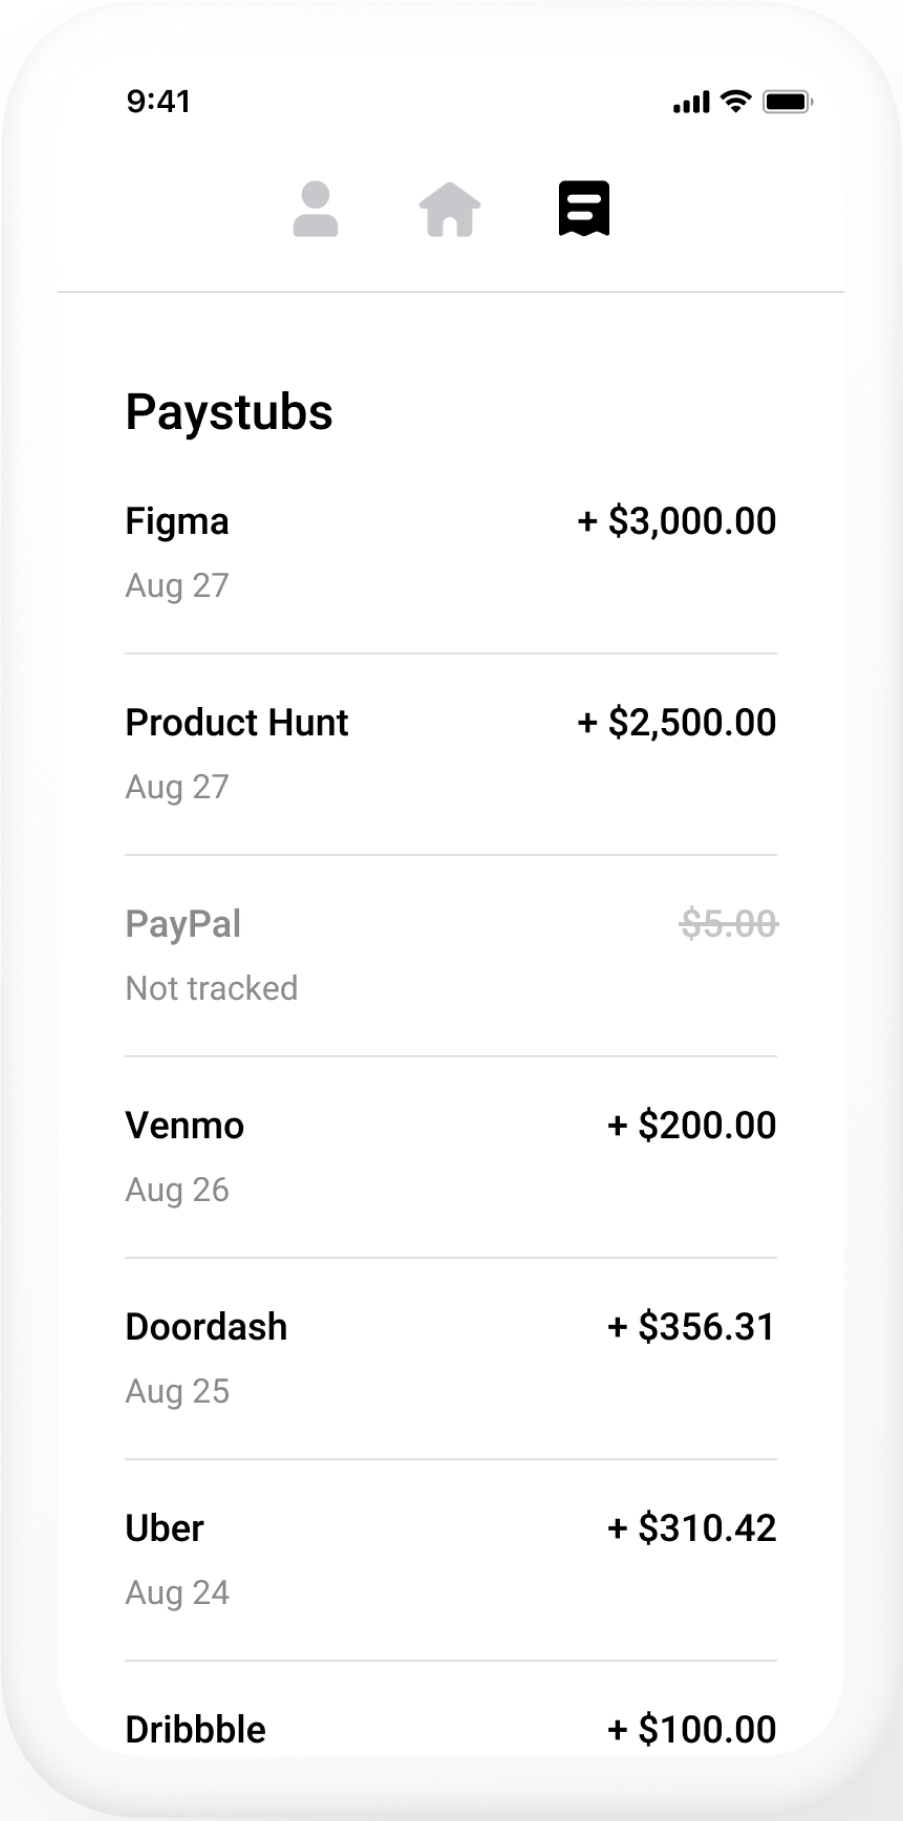 9:41
Paystubs
Figma + $3,000.00
Aug 27
Product Hunt + $2,500.00
Aug 27
PayPal $5.00
Not tracked
Venmo + $200.00
Aug 26
Doordash + $356.31
Aug 25
Uber + $310.42
Aug 24
Dribbble + $100.00